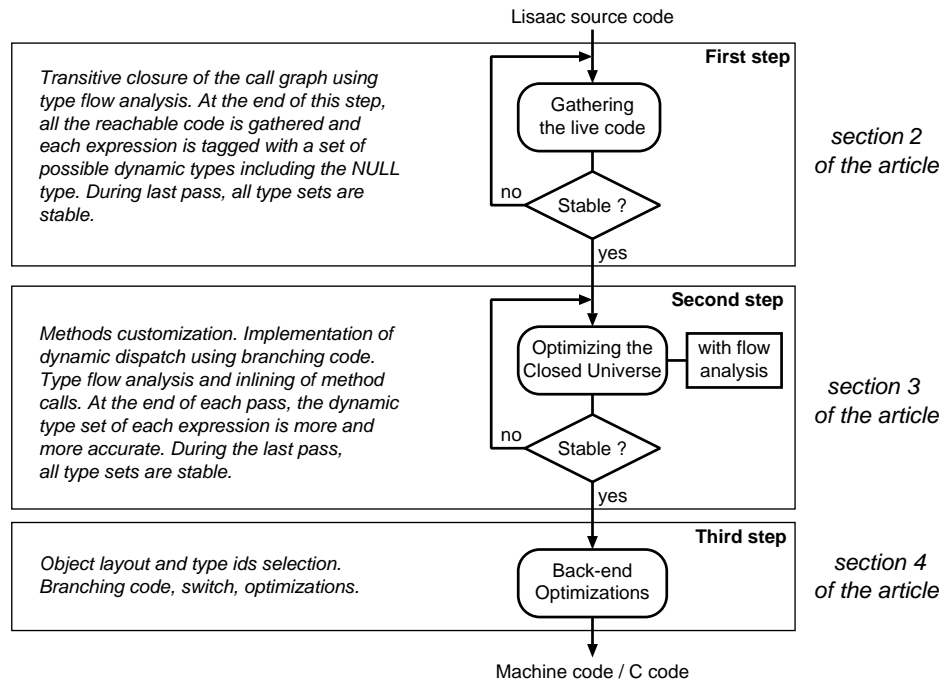 Lisaac source code
First step
Transitive closure of the call graph using
type flow analysis. At the end of this step,
all the reachable code is gathered and
each expression is tagged with a set of
possible dynamic types including the NULL
type. During last pass, all type sets are
stable.
Gathering
the live code
no
Stable ?
yes
section 2
of the article
Second step
Methods customization. Implementation of
dynamic dispatch using branching code.
Type flow analysis and inlining of method
calls. At the end of each pass, the dynamic
type set of each expression is more and
more accurate. During the last pass,
all type sets are stable.
Optimizing the
Closed Universe
with flow
analysis
no
Stable ?
yes
section 3
of the article
Third step
Object layout and type ids selection.
Branching code, switch, optimizations.
Back-end
Optimizations
section 4
of the article
Machine code / C code